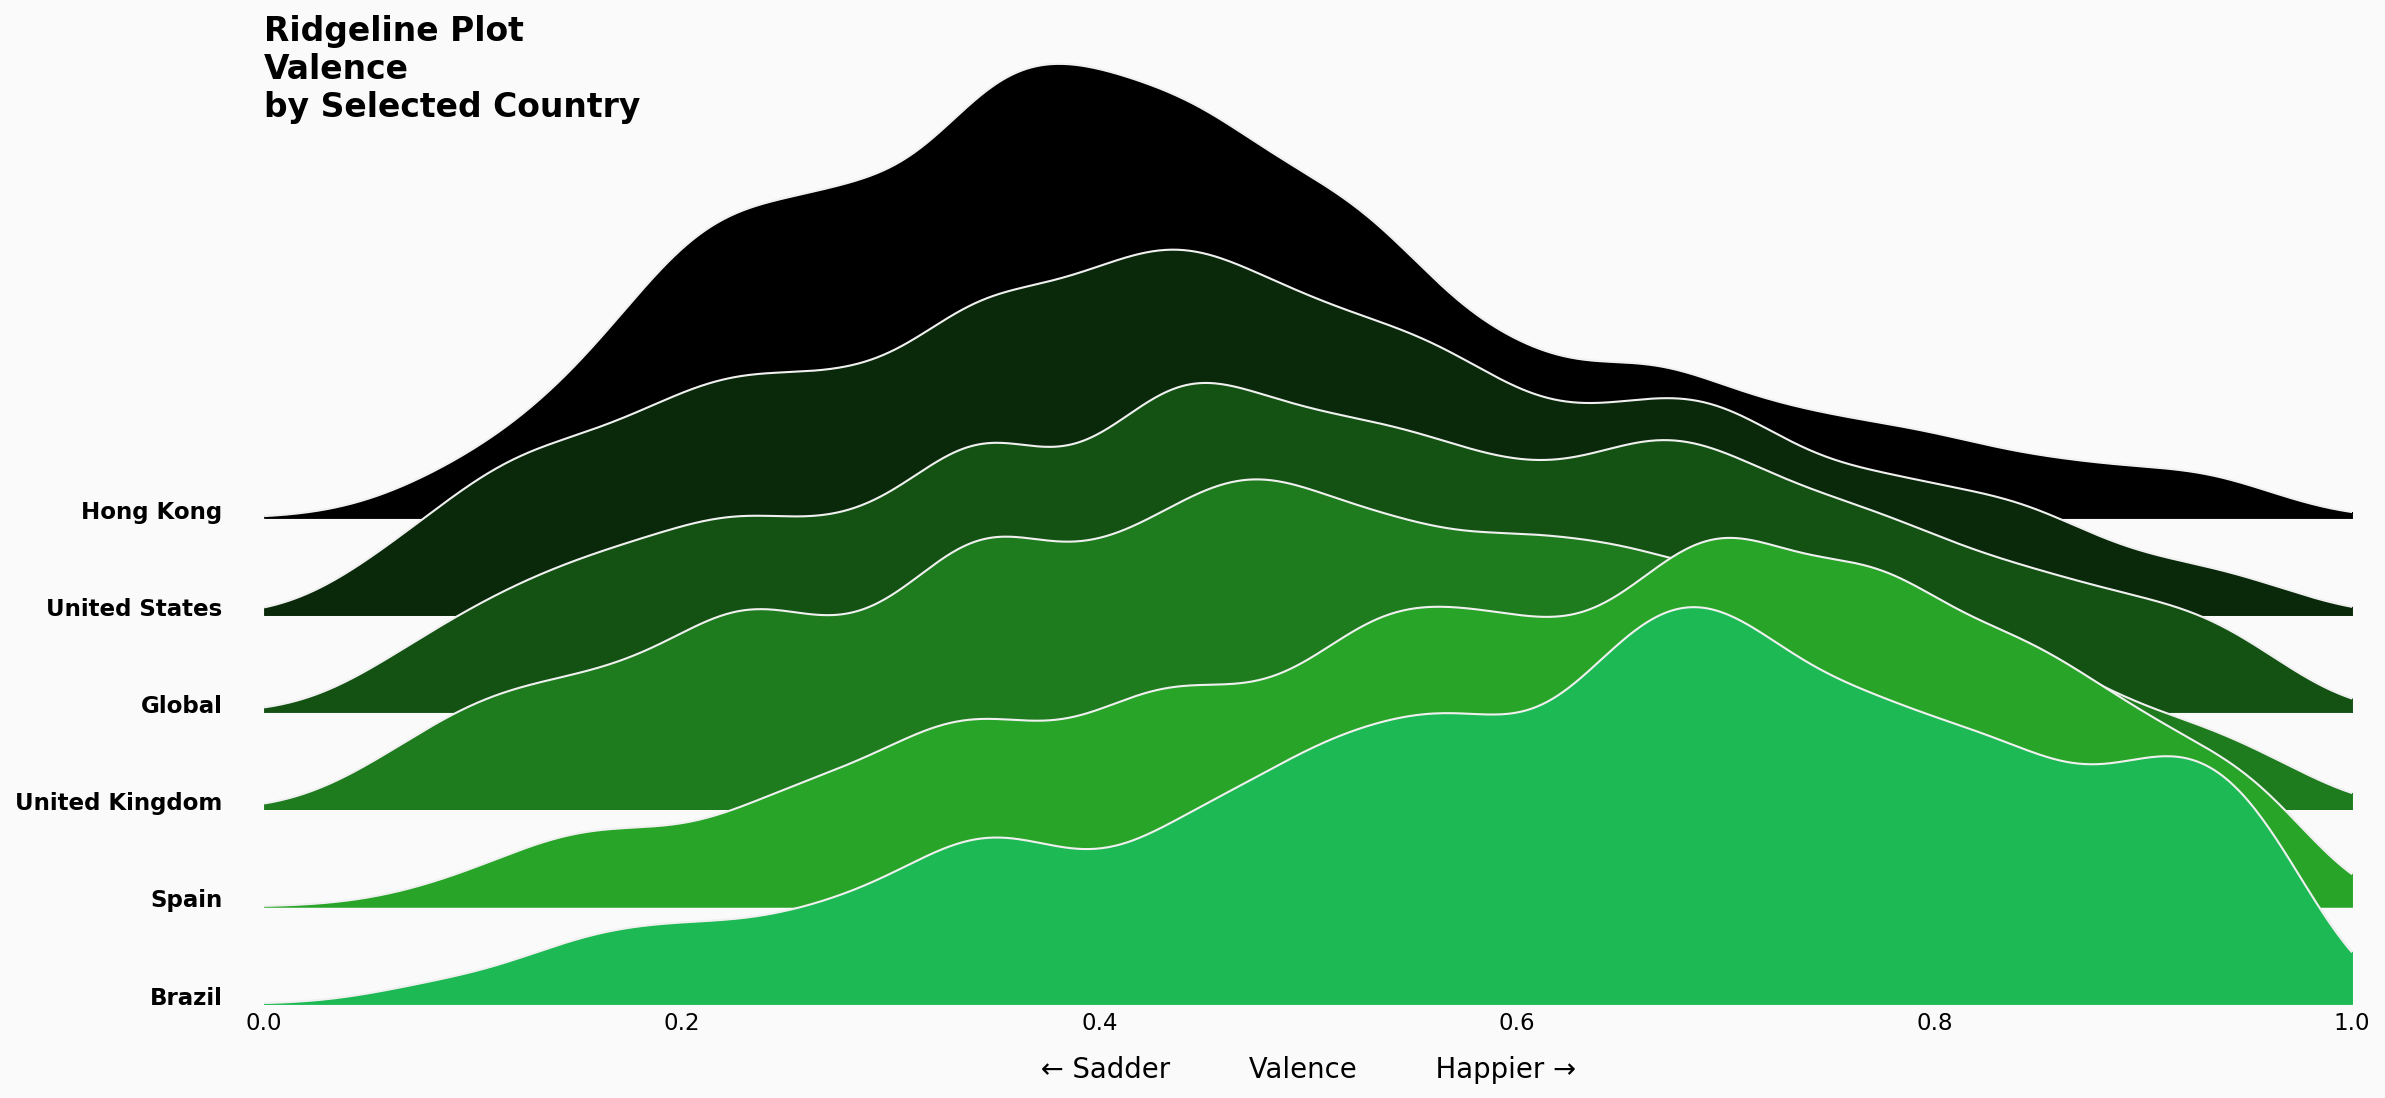 Ridgeline Plot
Valence
by Selected Country
Hong Kong
United States
Global
United Kingdom
Spain
Brazil
0.0 0.2 0.4 0.6 0.8 1.0
← Sadder Valence Happier →